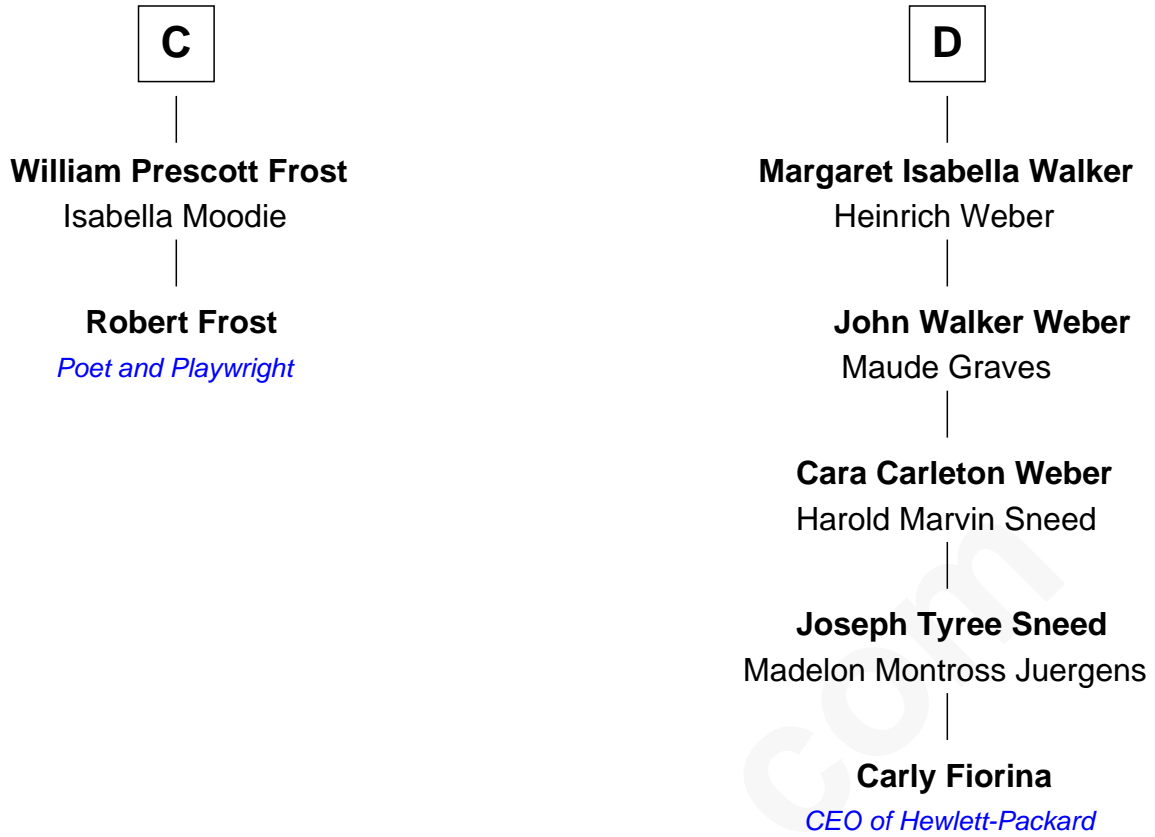 C
William Prescott Frost
Isabella Moodie
Robert Frost
Poet and Playwright
D
Margaret Isabella Walker
Heinrich Weber
John Walker Weber
Maude Graves
Cara Carleton Weber
Harold Marvin Sneed
Joseph Tyree Sneed
Madelon Montross Juergens
Carly Fiorina
CEO of Hewlett-Packard
com